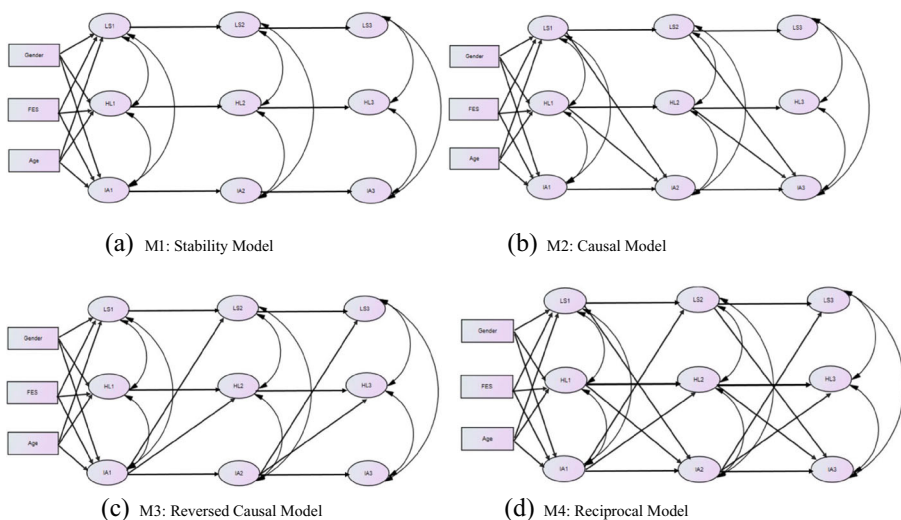 LS1 LS2 LS3
Gender
FES HL1 HL2 HL3
Age
IA1 IA2 IA3
(a) M1: Stability Model
LS1 LS2 LS3
Gender
FES HL1 HL2 HL3
Age
IA1 IA2 IA3
(b) M2: Causal Model
LS1 LS2 LS3
Gender
FES HL1 HL2 HL3
Age
IA1 IA2 IA3
(c) M3: Reversed Causal Model
LS1 LS2 LS3
Gender
FES HL1 HL2 HL3
Age
IA1 IA2 IA3
(d) M4: Reciprocal Model